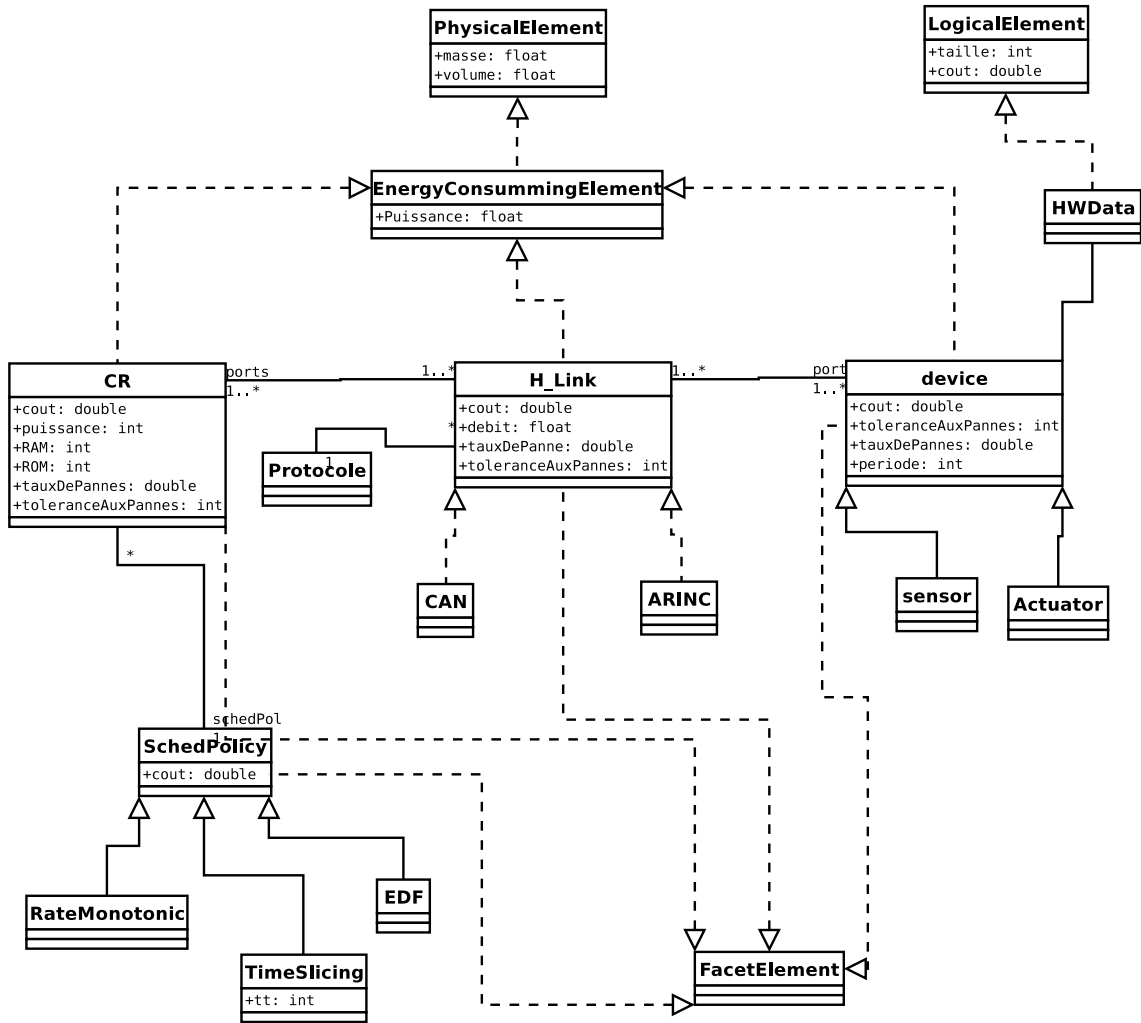 PhysicalElement
+masse: float
+volume: float
LogicalElement
+taille: int
+cout: double
EnergyConsummingElement
+Puissance: float
HWData
CR
+cout: double
+puissance: int
+RAM: int
+ROM: int
+tauxDePannes: double
+toleranceAuxPannes: int
ports
1..*
1..*
H_Link
+cout: double
+debit: float
+tauxDePanne: double
+toleranceAuxPannes: int
1..*
port
1..*
device
+cout: double
+toleranceAuxPannes: int
+tauxDePannes: double
+periode: int
*
Protocole
1
*
CAN
ARINC
sensor
Actuator
schedPol
1
SchedPolicy
+cout: double
RateMonotonic
EDF
TimeSlicing
+tt: int
FacetElement